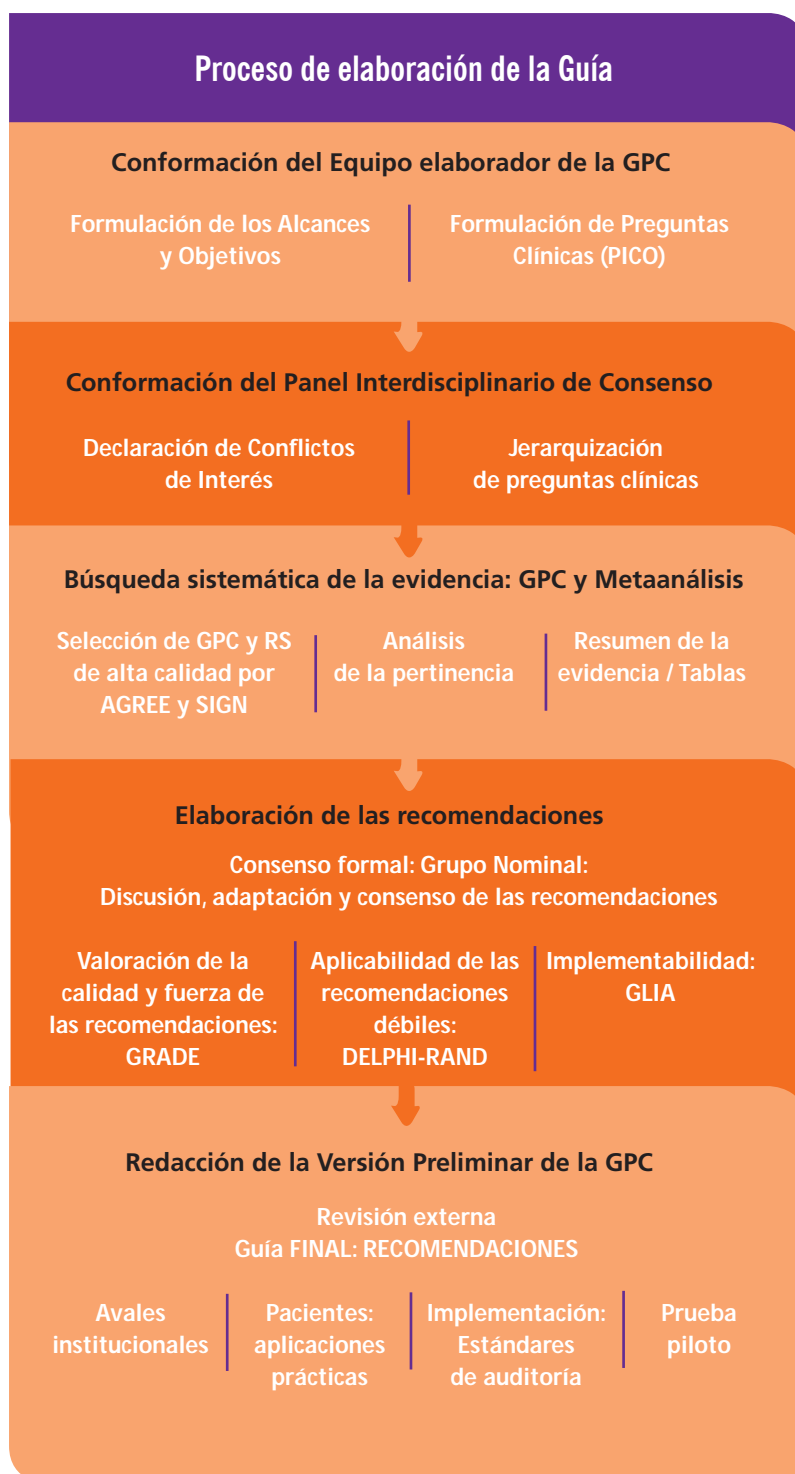 Proceso de elaboración de la Guía
Conformación del Equipo elaborador de la GPC
Formulación de los Alcances
y Objetivos
Formulación de Preguntas
Clínicas (PICO)
Conformación del Panel Interdisciplinario de Consenso
Declaración de Conflictos
de Interés
Jerarquización
de preguntas clínicas
Búsqueda sistemática de la evidencia: GPC y Metaanálisis
Selección de GPC y RS
de alta calidad por
AGREE y SIGN
Análisis
de la pertinencia
Resumen de la
evidencia / Tablas
Elaboración de las recomendaciones
Consenso formal: Grupo Nominal:
Discusión, adaptación y consenso de las recomendaciones
Valoración de la
calidad y fuerza de
las recomendaciones:
GRADE
Aplicabilidad de las
recomendaciones
débiles:
DELPHI-RAND
Implementabilidad:
GLIA
Redacción de la Versión Preliminar de la GPC
Revisión externa
Guía FINAL: RECOMENDACIONES
Avales
institucionales
Pacientes:
aplicaciones
prácticas
Implementación:
Estándares
de auditoría
Prueba
piloto